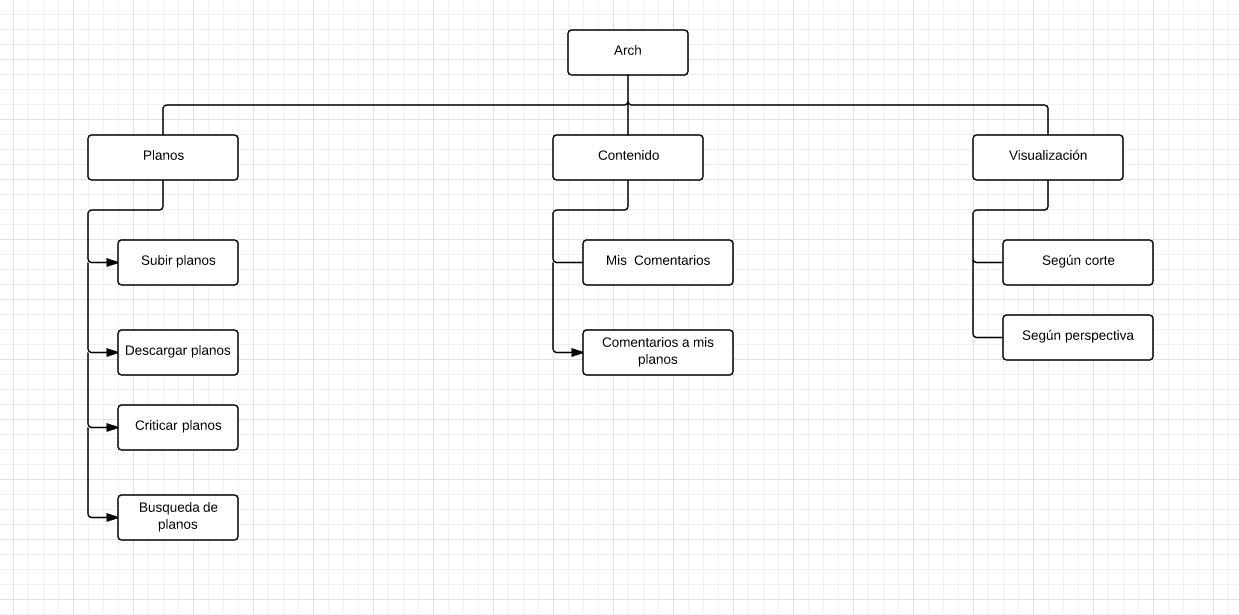 Arch
Planos
Contenido
Visualización
Subir planos
Descargar planos
Criticar planos
Busqueda de
planos
Mis  Comentarios
Comentarios a mis
planos
Según corte
Según perspectiva